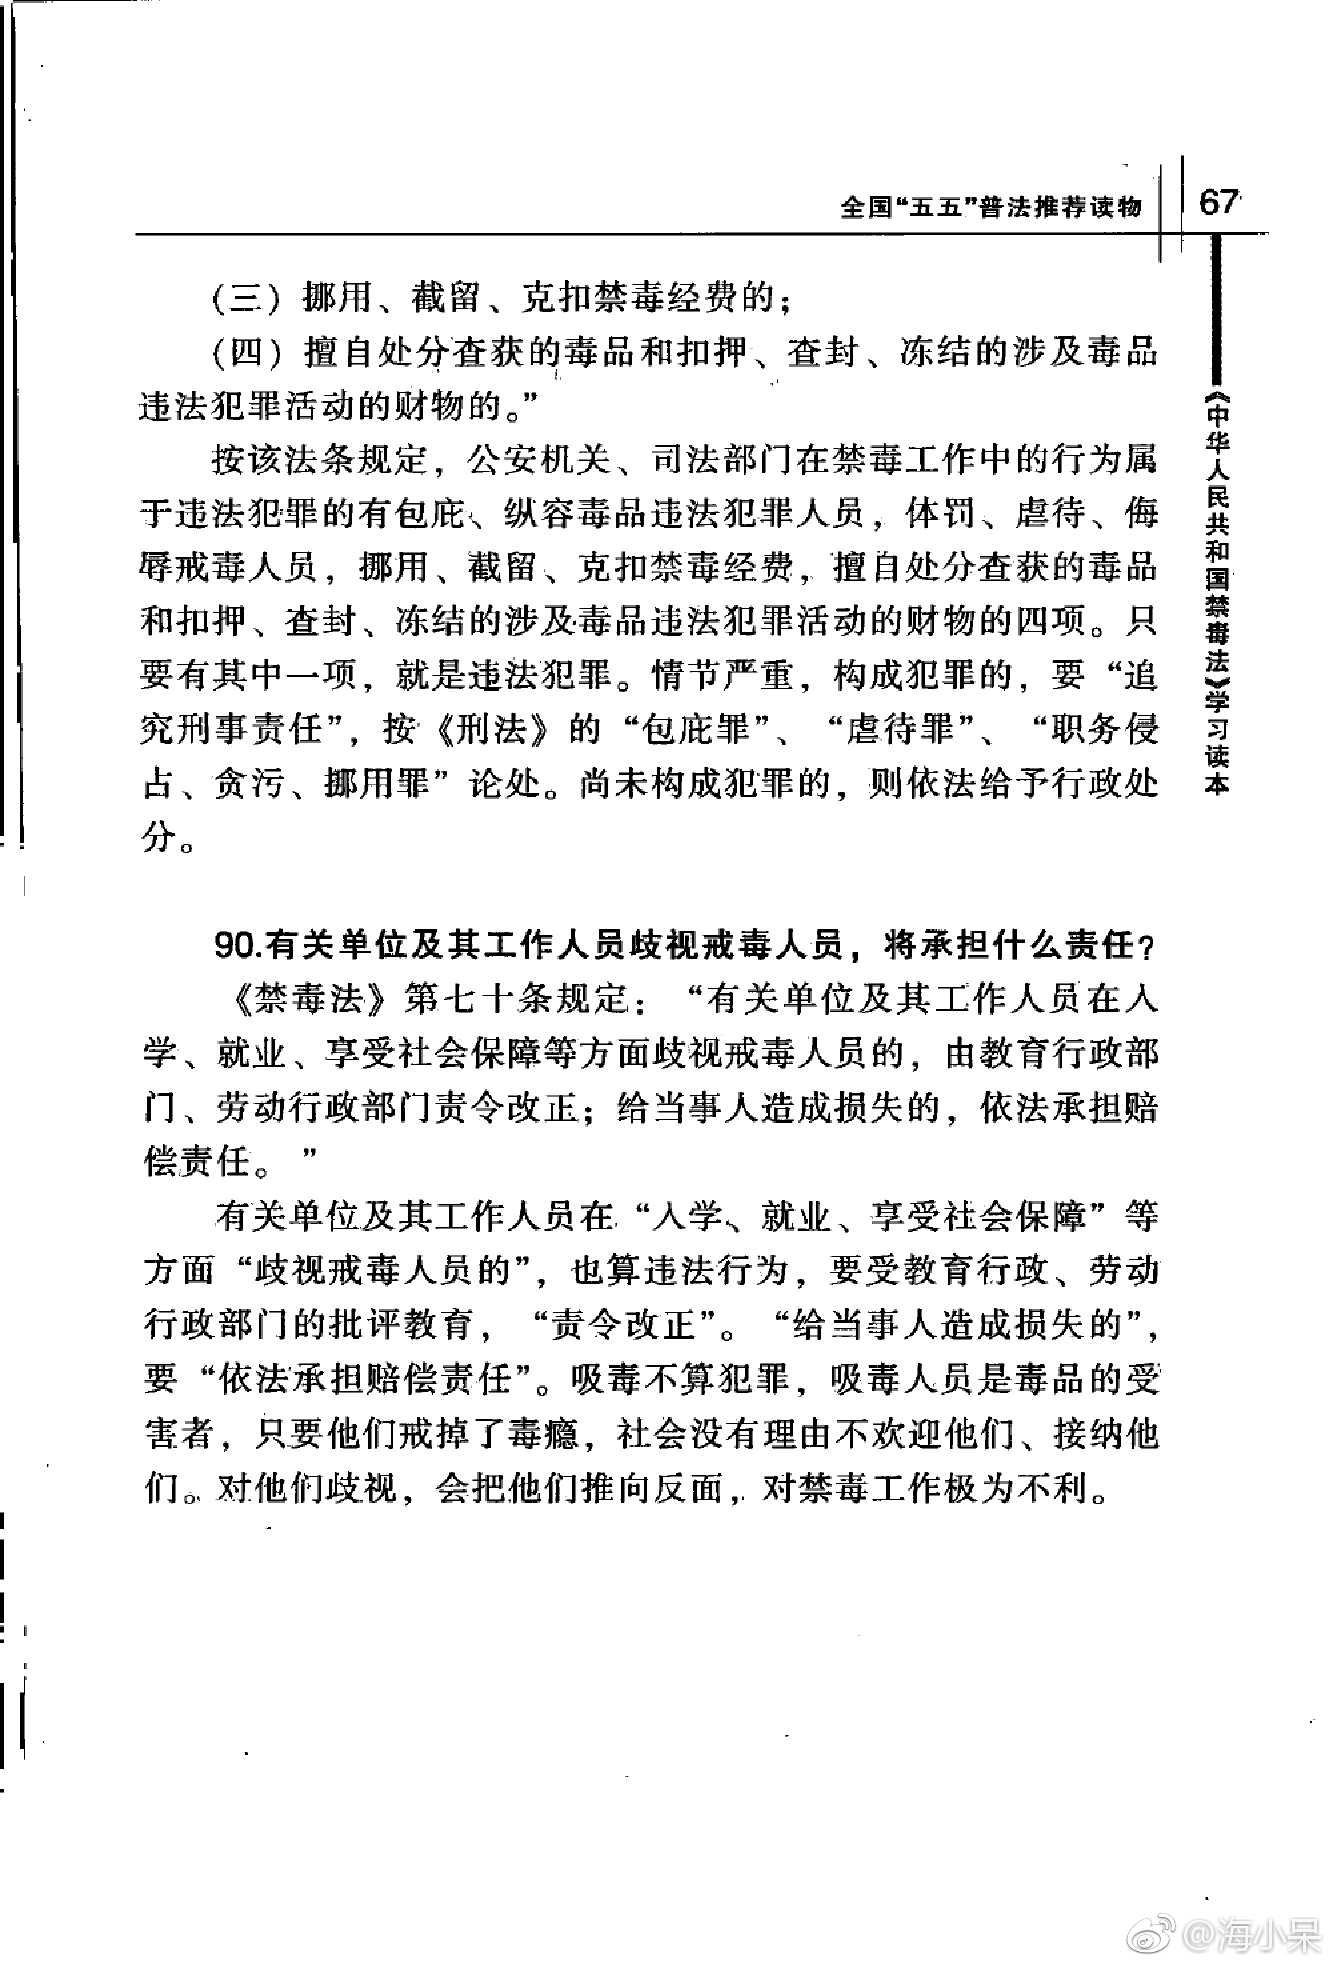 全国“五五”普法推荐读物 67
(三) 挪用、截留、克扣禁毒经费的;
(四) 擅自处分查获的毒品和扣押、查封、冻结的涉及毒品
违法犯罪活动的财物的。”
按该法条规定，公安机关、司法部门在禁毒工作中的行为属
于违法犯罪的有包庇、纵容毒品违法犯罪人员，体罚、虐待、侮
辱戒毒人员，挪用、截留、克扣禁毒经费，擅自处分查获的毒品
和扣押、查封、冻结的涉及毒品违法犯罪活动的财物的四项。只
要有其中一项，就是违法犯罪。情节严重，构成犯罪的，要“追
究刑事责任”，按《刑法》的“包庇罪”、“虐待罪”、“职务侵
占、贪污、挪用罪”论处。尚未构成犯罪的，则依法给予行政处
分。
90.有关单位及其工作人员歧视戒毒人员，将承担什么责任?
《禁毒法》第七十条规定：“有关单位及其工作人员在入
学、就业、享受社会保障等方面歧视戒毒人员的，由教育行政部
门、劳动行政部门责令改正；给当事人造成损失的，依法承担赔
偿责任。”
有关单位及其工作人员在“入学、就业、享受社会保障”等
方面“歧视戒毒人员的”，也算违法行为，要受教育行政、劳动
行政部门的批评教育，“责令改正”。“给当事人造成损失的”，
要“依法承担赔偿责任”。吸毒不算犯罪，吸毒人员是毒品的受
害者，只要他们戒掉了毒瘾，社会没有理由不欢迎他们、接纳他
们。对他们歧视，会把他们推向反面，对禁毒工作极为不利。
《中华人民共和国禁毒法》学习读本
@海小呆